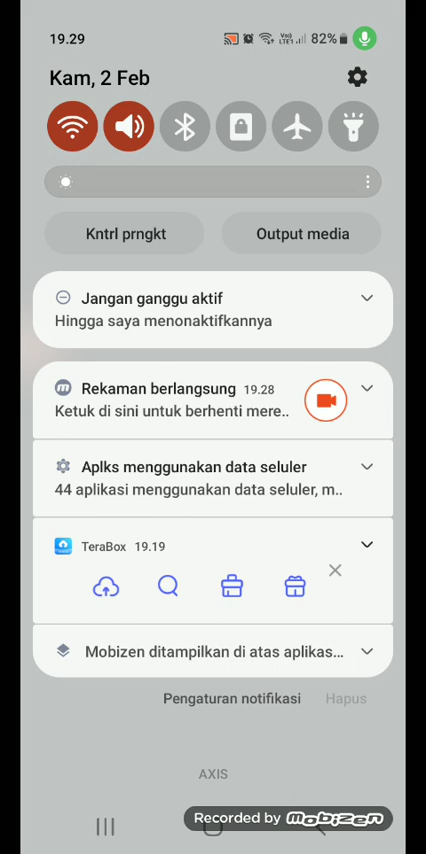 19.29
Vo)) LTE1
82%
Kam, 2 Feb
Kntrl prngkt
Output media
Jangan ganggu aktif
Hingga saya menonaktifkannya
Rekaman berlangsung 19.28
Ketuk di sini untuk berhenti mere..
Aplks menggunakan data seluler
44 aplikasi menggunakan data seluler, m..
TeraBox 19.19
Mobizen ditampilkan di atas aplikas...
Pengaturan notifikasi
Hapus
AXIS
Recorded by Mobizen